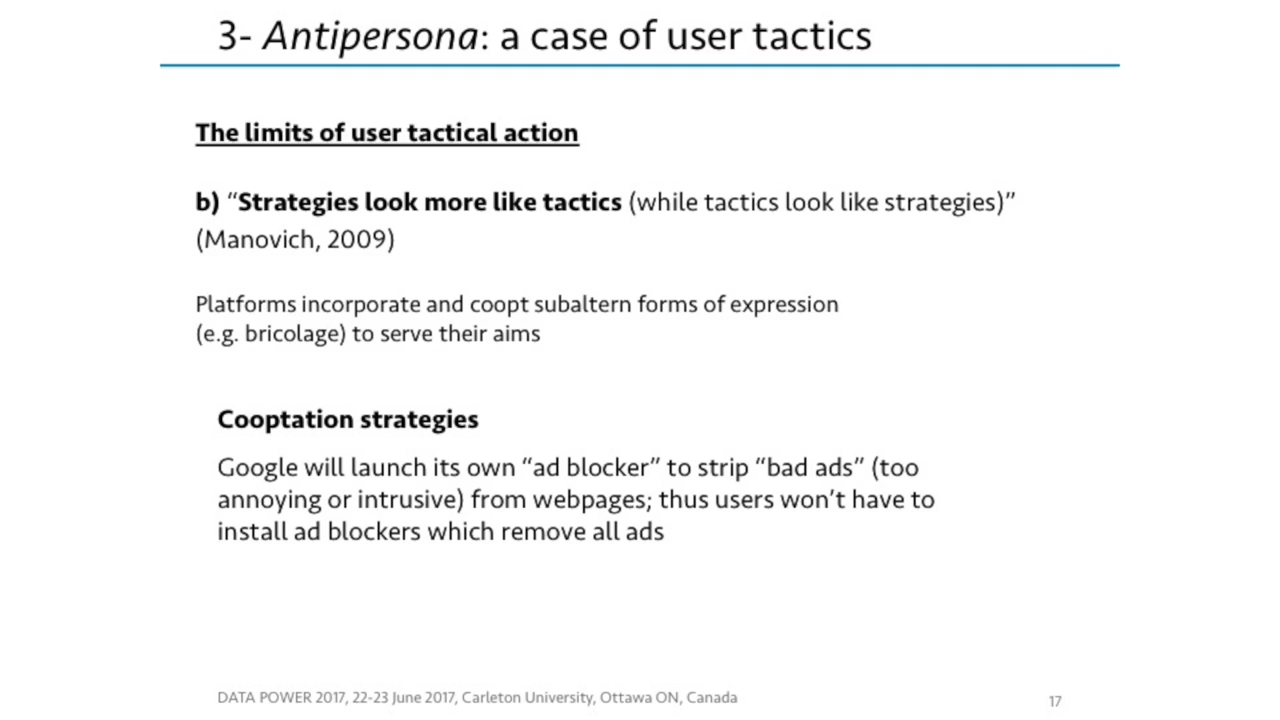 3- Antipersona: a case of user tactics
The limits of user tactical action
b) “Strategies look more like tactics (while tactics look like strategies)”
(Manovich, 2009)
Platforms incorporate and coopt subaltern forms of expression
(e.g. bricolage) to serve their aims
Cooptation strategies
Google will launch its own “ad blocker” to strip “bad ads” (too
annoying or intrusive) from webpages; thus users won’t have to
install ad blockers which remove all ads
DATA POWER 2017, 22-23 June 2017, Carleton University, Ottawa ON, Canada
17